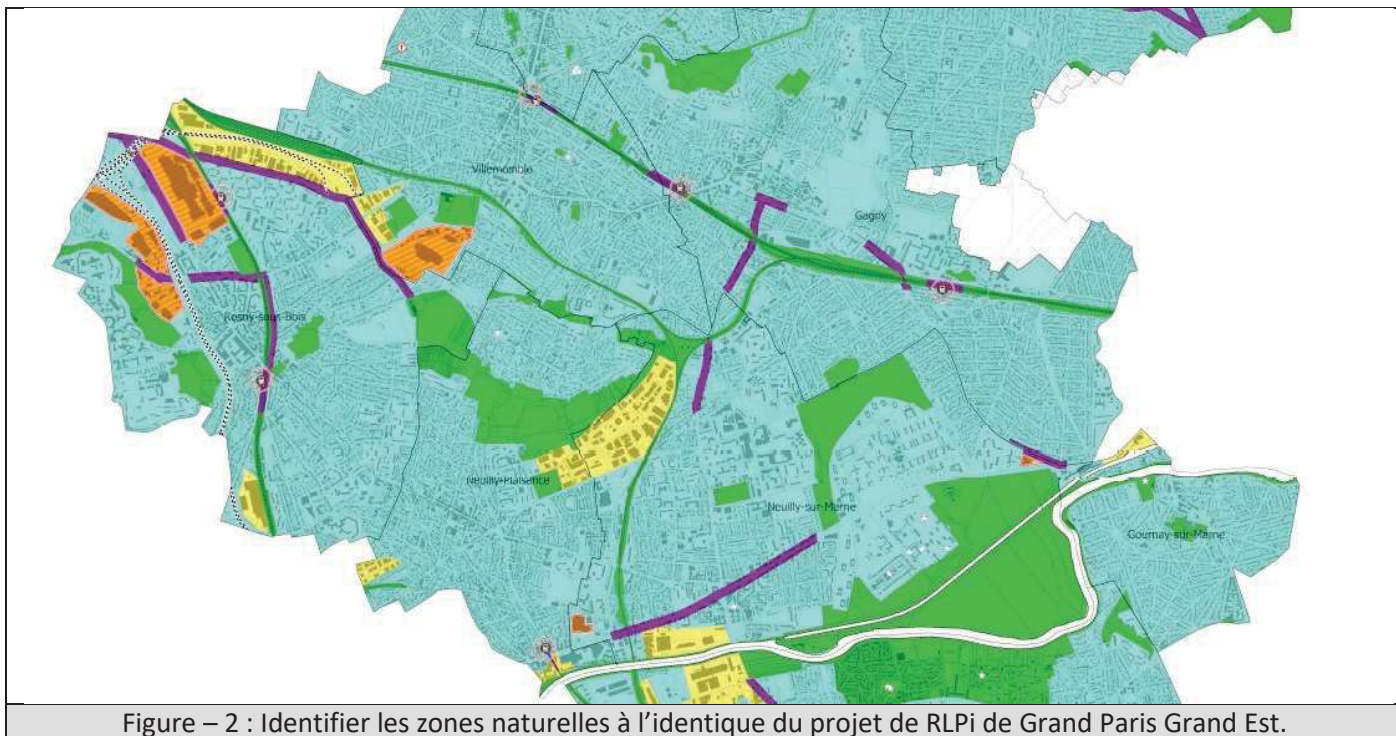 Villemomble
Gagny
Rosny-sous-Bois
Neuilly-Plaisance
Neuilly-sur-Marne
Gournay-sur-Marne
Figure – 2 : Identifier les zones naturelles à l’identique du projet de RLPi de Grand Paris Grand Est.